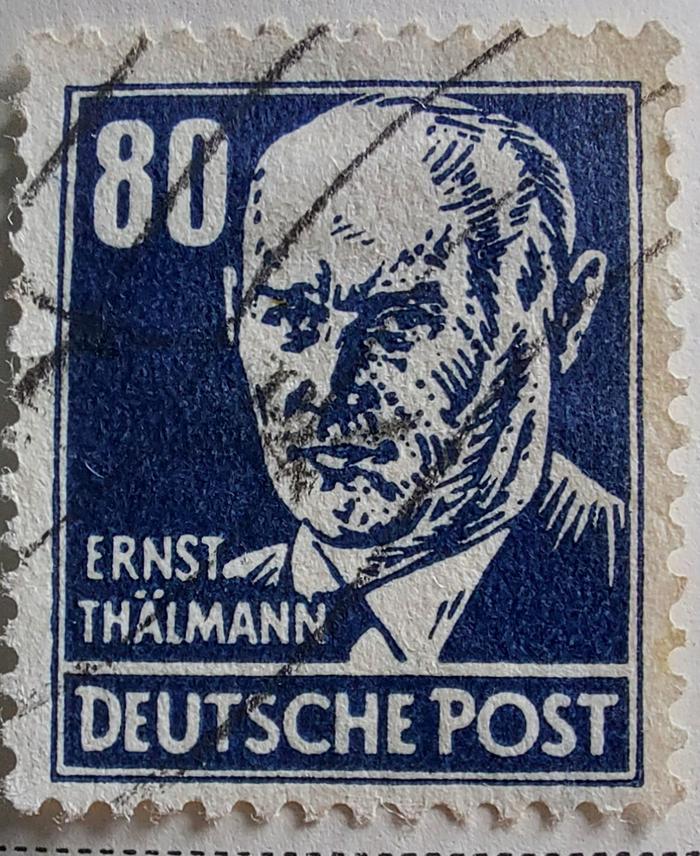 80
ERNST
THÄLMANN
DEUTSCHE POST